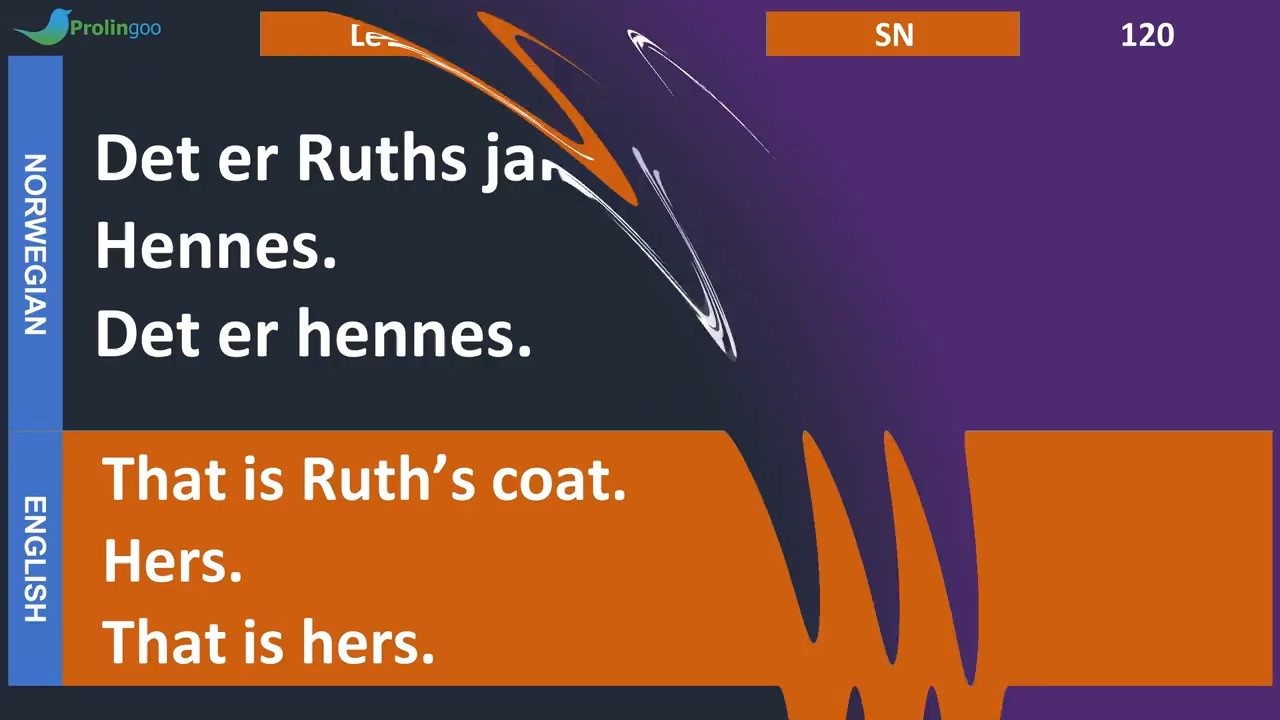 Prolingoo
SN
120
NORWEGIAN
Det er Ruths
Hennes.
Det er hennes.
ENGLISH
That is Ruth’s coat.
Hers.
That is hers.